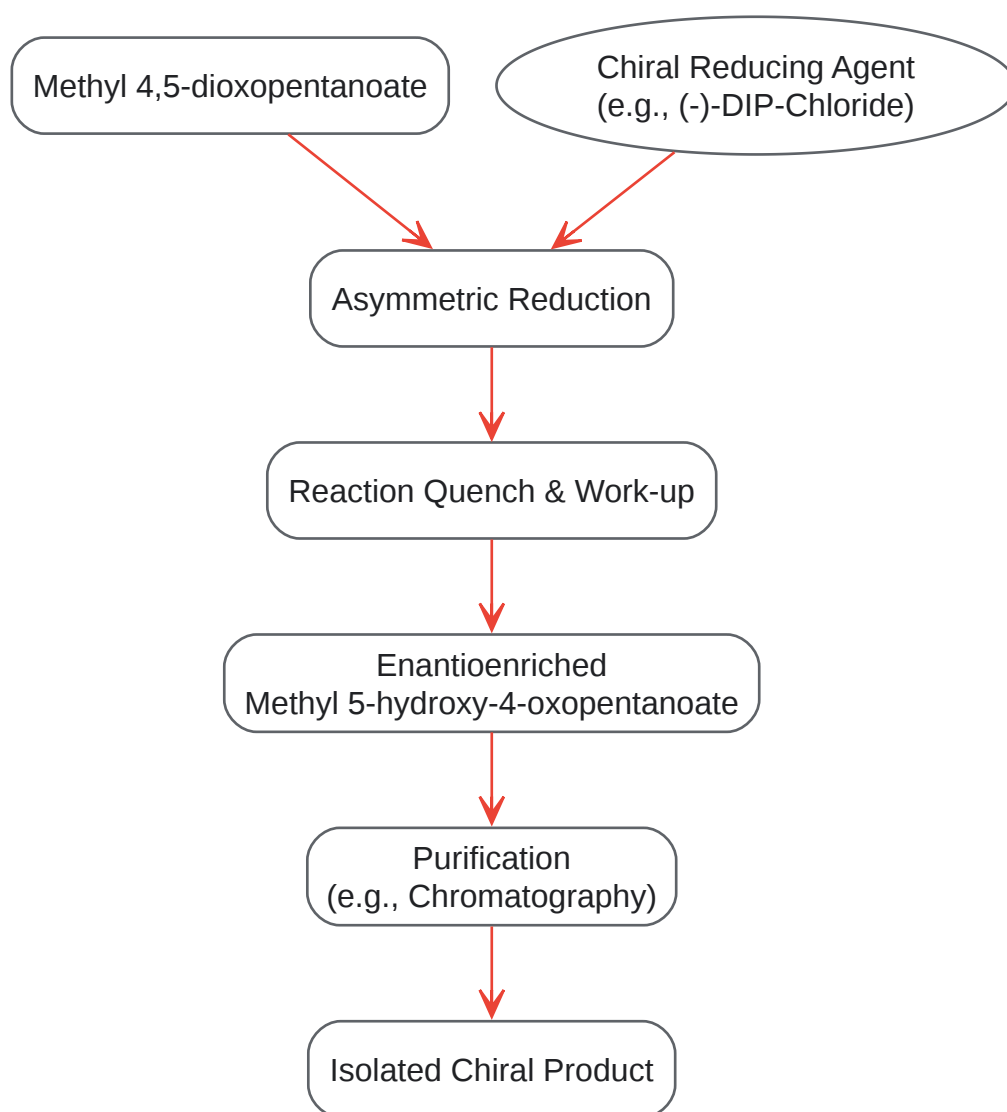 Methyl 4,5-dioxopentanoate
Chiral Reducing Agent
(e.g., (-)-DIP-Chloride)
Asymmetric Reduction
Reaction Quench & Work-up
Enantioenriched
Methyl 5-hydroxy-4-oxopentanoate
Purification
(e.g., Chromatography)
Isolated Chiral Product